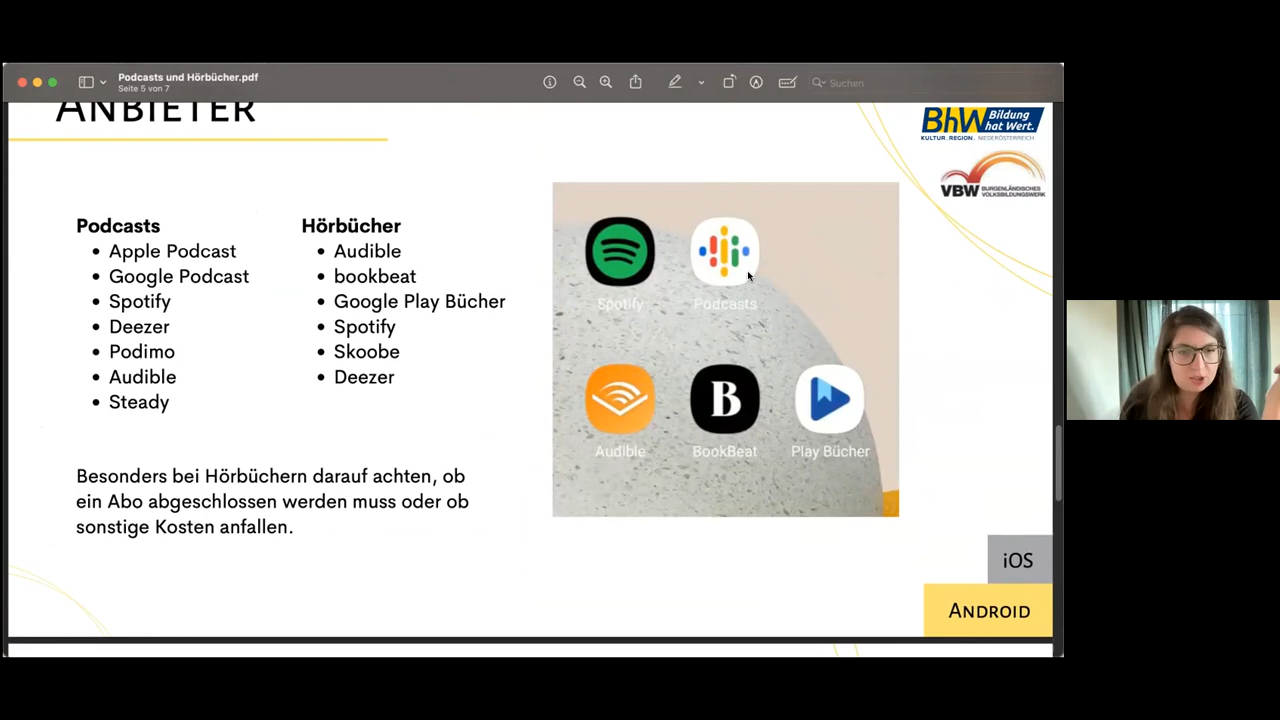 Podcasts und Hörbücher.pdf
Seite 5 von 7
Suchen
ANBIETER
BhW Bildung hat Wert.
KULTUR.REGION.NIEDERÖSTERREICH
VBW BURGENLÄNDISCHES VOLKSBILDUNGSWERK
Podcasts
• Apple Podcast
• Google Podcast
• Spotify
• Deezer
• Podimo
• Audible
• Steady
Hörbücher
• Audible
• bookbeat
• Google Play Bücher
• Spotify
• Skoobe
• Deezer
Spotify
Podcasts
B
Audible
BookBeat
Play Bücher
Besonders bei Hörbüchern darauf achten, ob
ein Abo abgeschlossen werden muss oder ob
sonstige Kosten anfallen.
iOS
ANDROID